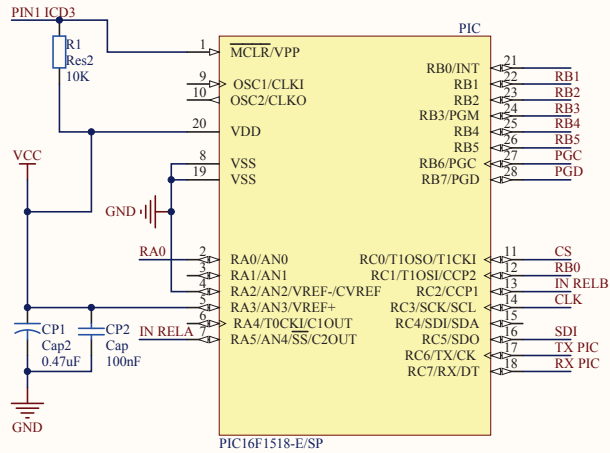 PIN1 ICD3
PIC
R1
Res2
10K
1 MCLR/VPP
9 OSC1/CLKI
10 OSC2/CLKO
20 VDD
VCC
8 VSS
19 VSS
GND
RA0 2 RA0/AN0
3 RA1/AN1
4 RA2/AN2/VREF-/CVREF
5 RA3/AN3/VREF+
6 RA4/T0CKI/C1OUT
IN RELA 7 RA5/AN4/SS/C2OUT
CP1
Cap2
0.47uF
CP2
Cap
100nF
GND
RB0/INT 21
RB1 22 RB1
RB2 23 RB2
RB3/PGM 24 RB3
RB4 25 RB4
RB5 26 RB5
RB6/PGC 27 PGC
RB7/PGD 28 PGD
RC0/T1OSO/T1CKI 11 CS
RC1/T1OSI/CCP2 12 RB0
RC2/CCP1 13 IN RELB
RC3/SCK/SCL 14 CLK
RC4/SDI/SDA 15
RC5/SDO 16 SDI
RC6/TX/CK 17 TX PIC
RC7/RX/DT 18 RX PIC
PIC16F1518-E/SP